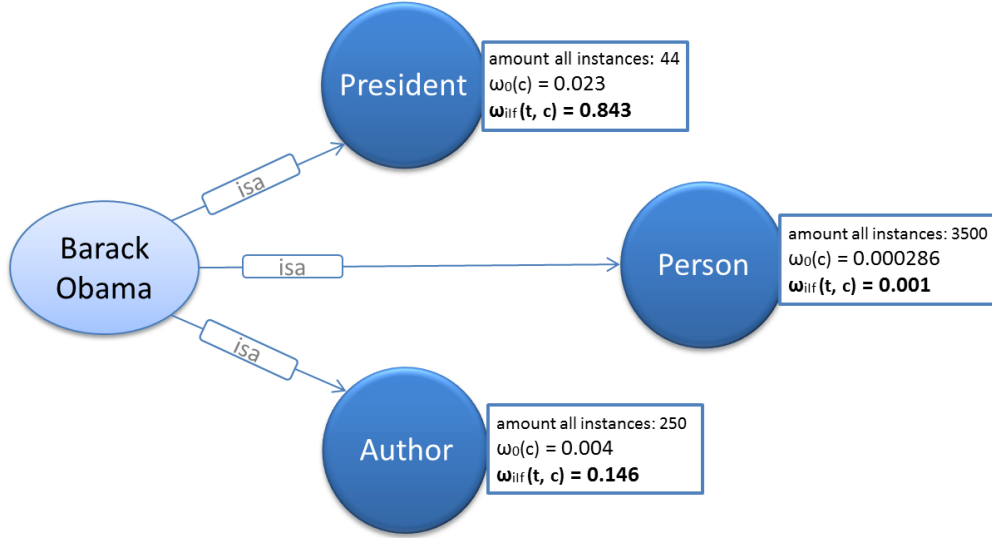 President
amount all instances: 44
ω₀(c) = 0.023
ωilf(t, c) = 0.843
isa
Barack
Obama
isa
Person
amount all instances: 3500
ω₀(c) = 0.000286
ωilf(t, c) = 0.001
isa
Author
amount all instances: 250
ω₀(c) = 0.004
ωilf(t, c) = 0.146